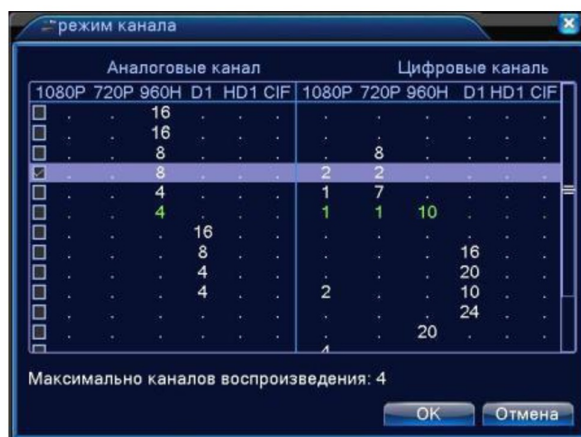 режим канала
Аналоговые канал Цифровые каналь
1080P 720P 960H D1 HD1 CIF 1080P 720P 960H D1 HD1 CIF
. . 16 . . . . . . . . .
. . 16 . . . . . . . . .
. . 8 . . . . 8 . . . .
. . 8 . . . 2 2 . . . .
. . 4 . . . 1 7 . . . .
. . 4 . . . 1 1 10 . . .
. . . 16 . . . . . . . .
. . . 8 . . . . . 16 . .
. . . 4 . . . . . 20 . .
. . . 4 . . 2 . . 10 . .
. . . . . . . . . 24 . .
. . . . . . . . 20 . . .
4
Максимально каналов воспроизведения: 4
OK Отмена